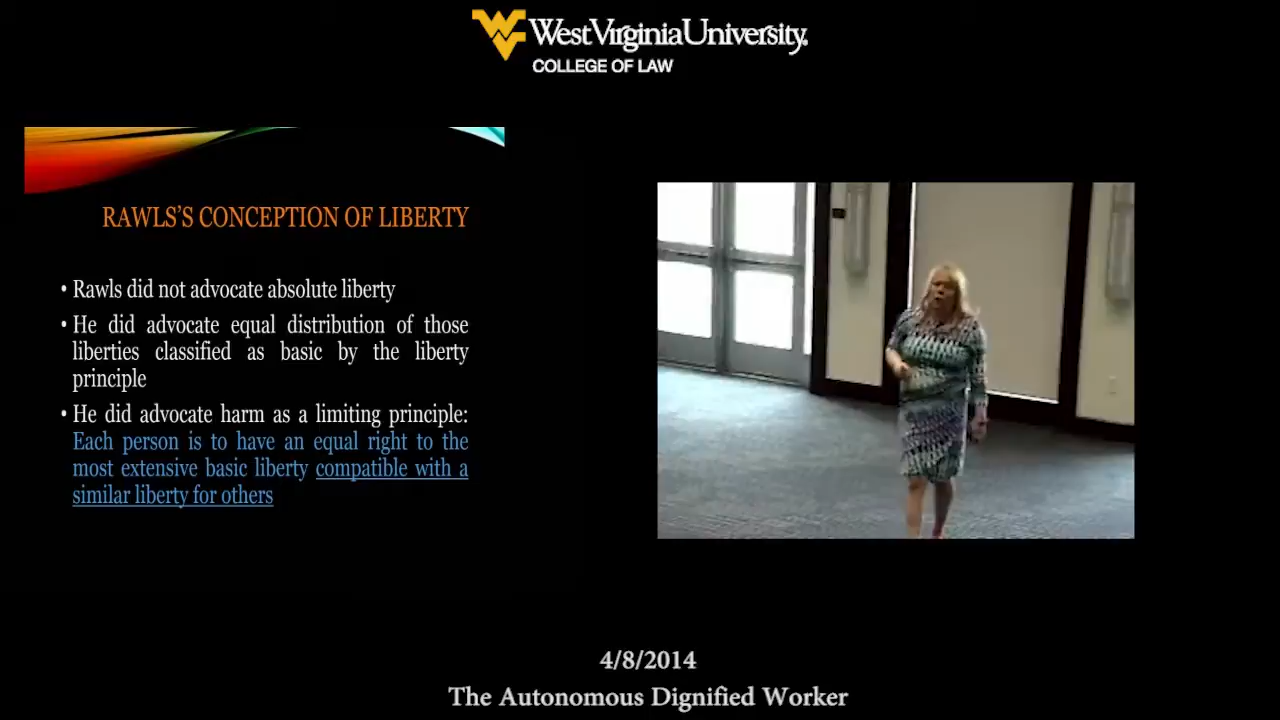 WestVirginiaUniversity.
COLLEGE OF LAW
RAWLS'S CONCEPTION OF LIBERTY
• Rawls did not advocate absolute liberty
• He did advocate equal distribution of those
liberties classified as basic by the liberty
principle
• He did advocate harm as a limiting principle:
Each person is to have an equal right to the
most extensive basic liberty compatible with a
similar liberty for others
4/8/2014
The Autonomous Dignified Worker